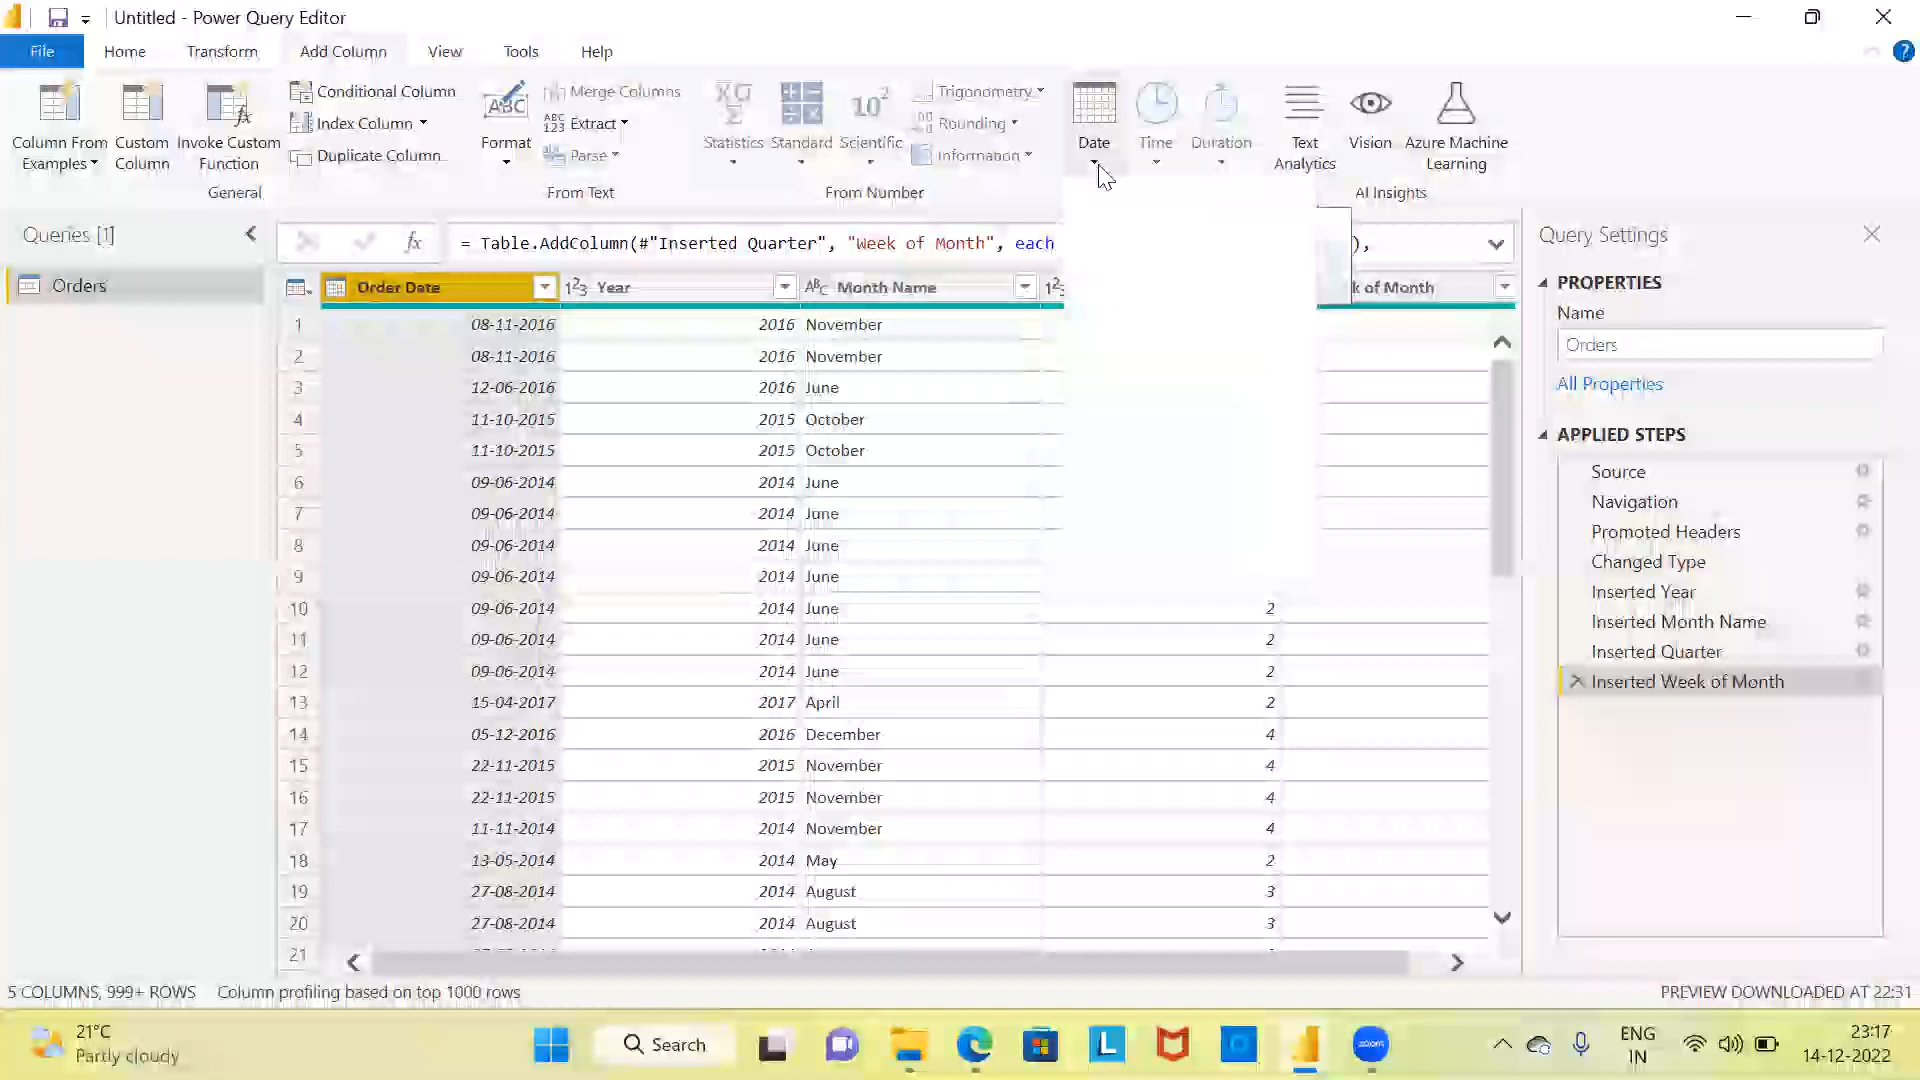 Untitled - Power Query Editor
File
Home
Transform
Add Column
View
Tools
Help
Column From
Examples
Custom
Column
Invoke Custom
Function
General
Conditional Column
Index Column
Duplicate Column
ABC
Format
Merge Columns
ABC
123 Extract
Parse
From Text
Statistics
Standard
10² 
Scientific
Trigonometry
Rounding
Information
From Number
Date
Time
Duration
Text
Analytics
Vision
Azure Machine
Learning
AI Insights
Queries [1]
Orders
fx
= Table.AddColumn(#"Inserted Quarter", "Week of Month", each
),
Order Date
Year
Month Name
k of Month
1 08-11-2016 2016 November
2 08-11-2016 2016 November
3 12-06-2016 2016 June
4 11-10-2015 2015 October
5 11-10-2015 2015 October
6 09-06-2014 2014 June
7 09-06-2014 2014 June
8 09-06-2014 2014 June
9 09-06-2014 2014 June
10 09-06-2014 2014 June 2
11 09-06-2014 2014 June 2
12 09-06-2014 2014 June 2
13 15-04-2017 2017 April 2
14 05-12-2016 2016 December 4
15 22-11-2015 2015 November 4
16 22-11-2015 2015 November 4
17 11-11-2014 2014 November 4
18 13-05-2014 2014 May 2
19 27-08-2014 2014 August 3
20 27-08-2014 2014 August 3
21
Query Settings
PROPERTIES
Name
Orders
All Properties
APPLIED STEPS
Source
Navigation
Promoted Headers
Changed Type
Inserted Year
Inserted Month Name
Inserted Quarter
Inserted Week of Month
5 COLUMNS, 999+ ROWS
Column profiling based on top 1000 rows
PREVIEW DOWNLOADED AT 22:31
21°C
Partly cloudy
Search
L
zoom
ENG
IN
23:17
14-12-2022